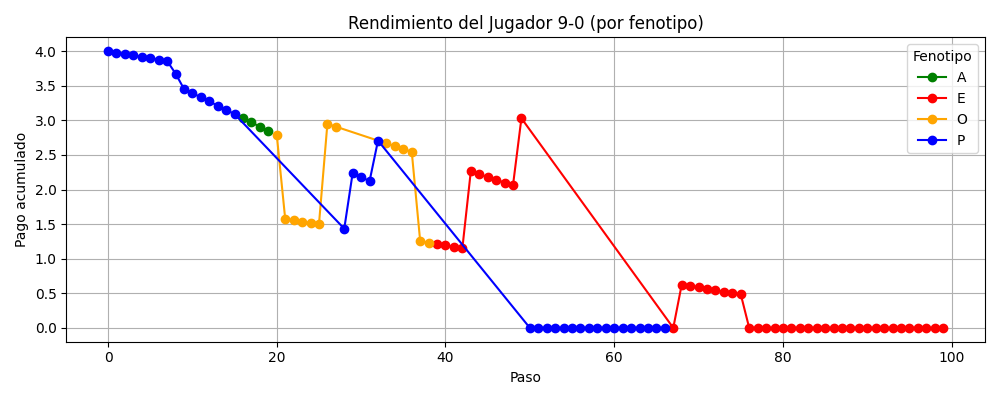 Rendimiento del Jugador 9-0 (por fenotipo)
Pago acumulado
4.0
3.5
3.0
2.5
2.0
1.5
1.0
0.5
0.0
Fenotipo
A
E
O
P
0 20 40 60 80 100
Paso